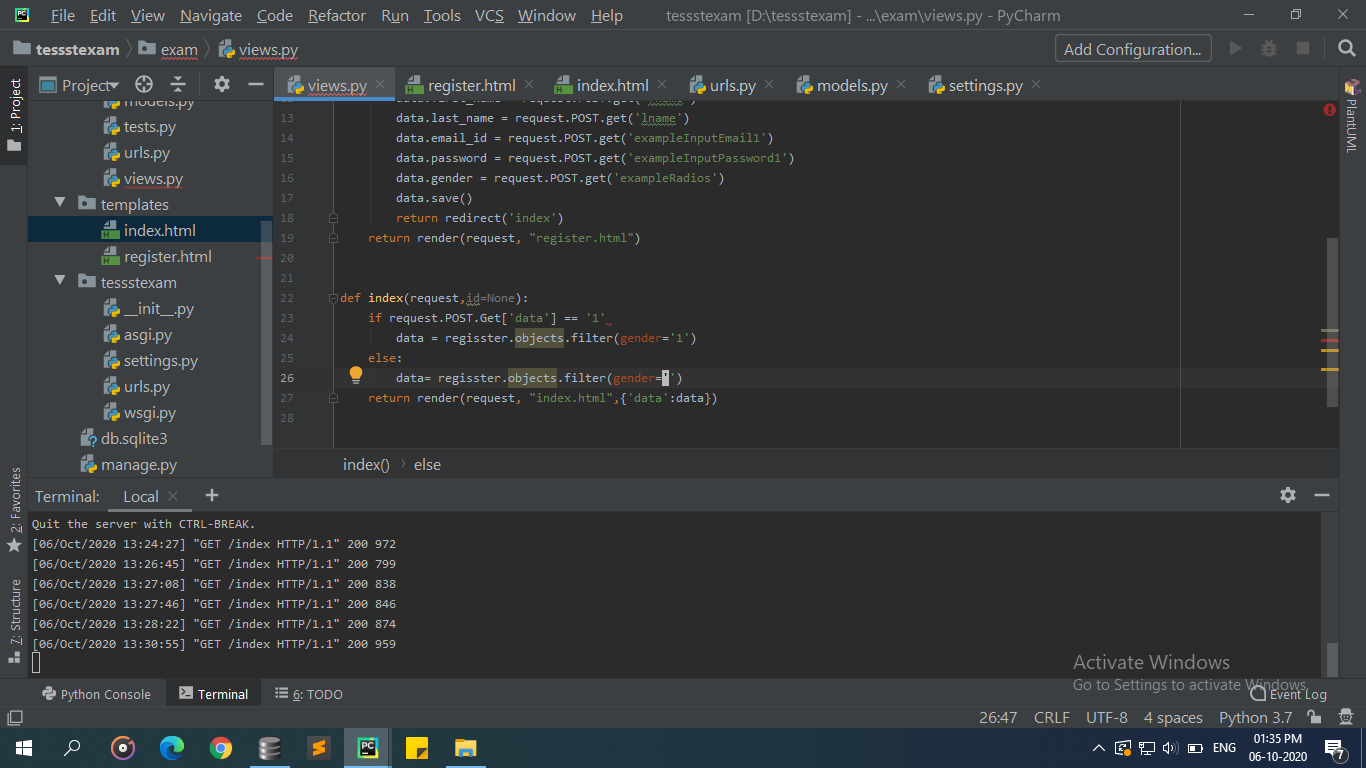 File Edit View Navigate Code Refactor Run Tools VCS Window Help tessstexam [D:\tessstexam] - ...\exam\views.py - PyCharm
tessstexam exam views.py Add Configuration...
1: Project
Project
views.py register.html index.html urls.py models.py settings.py
models.py
tests.py
urls.py
views.py
templates
index.html
register.html
tessstexam
__init__.py
asgi.py
settings.py
urls.py
wsgi.py
db.sqlite3
manage.py
13 data.last_name = request.POST.get('lname')
14 data.email_id = request.POST.get('exampleInputEmail1')
15 data.password = request.POST.get('exampleInputPassword1')
16 data.gender = request.POST.get('exampleRadios')
17 data.save()
18 return redirect('index')
19 return render(request, "register.html")
20
21
22 def index(request,id=None):
23 if request.POST.Get['data'] == '1'
24 data = regisster.objects.filter(gender='1')
25 else:
26 data= regisster.objects.filter(gender='')
27 return render(request, "index.html",{'data':data})
28
index() else
PlantUML
2: Favorites
7: Structure
Terminal: Local
Quit the server with CTRL-BREAK.
[06/Oct/2020 13:24:27] "GET /index HTTP/1.1" 200 972
[06/Oct/2020 13:26:45] "GET /index HTTP/1.1" 200 799
[06/Oct/2020 13:27:08] "GET /index HTTP/1.1" 200 838
[06/Oct/2020 13:27:46] "GET /index HTTP/1.1" 200 846
[06/Oct/2020 13:28:22] "GET /index HTTP/1.1" 200 874
[06/Oct/2020 13:30:55] "GET /index HTTP/1.1" 200 959
Activate Windows
Go to Settings to activate Windows.
Python Console Terminal 6: TODO Event Log
26:47 CRLF UTF-8 4 spaces Python 3.7
ENG 01:35 PM
06-10-2020 7